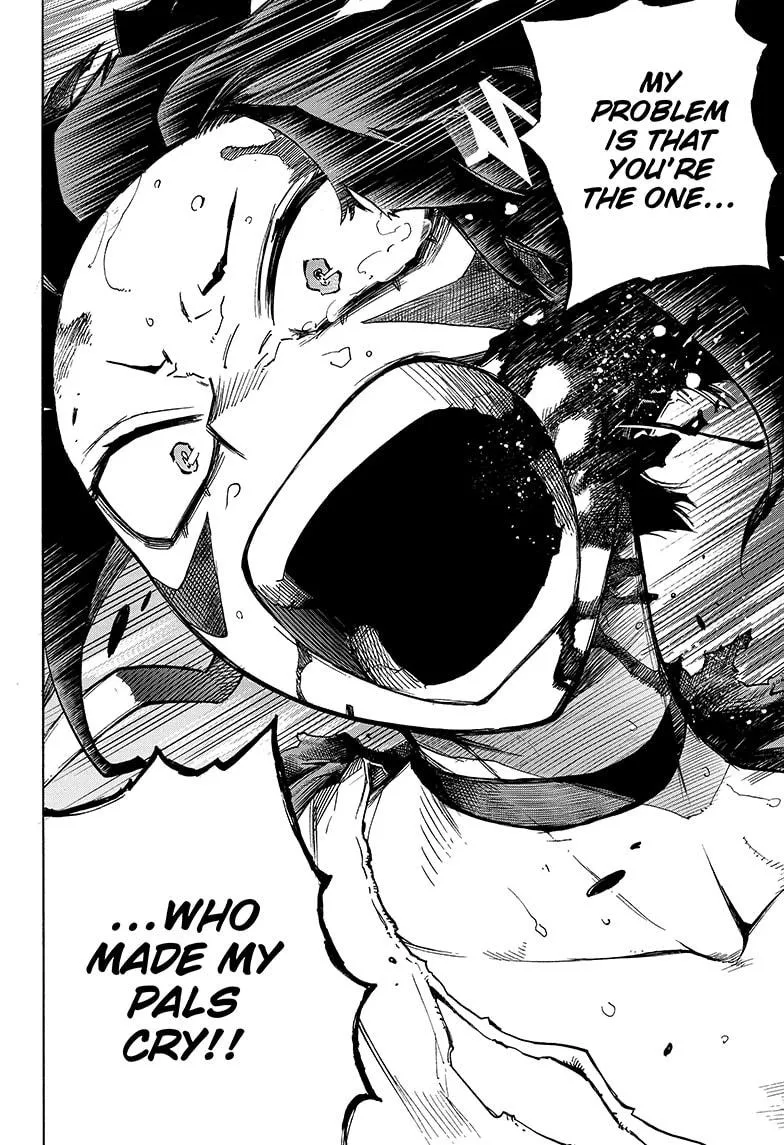 MY
PROBLEM
IS THAT
YOU'RE
THE ONE...
...WHO
MADE MY
PALS
CRY!!